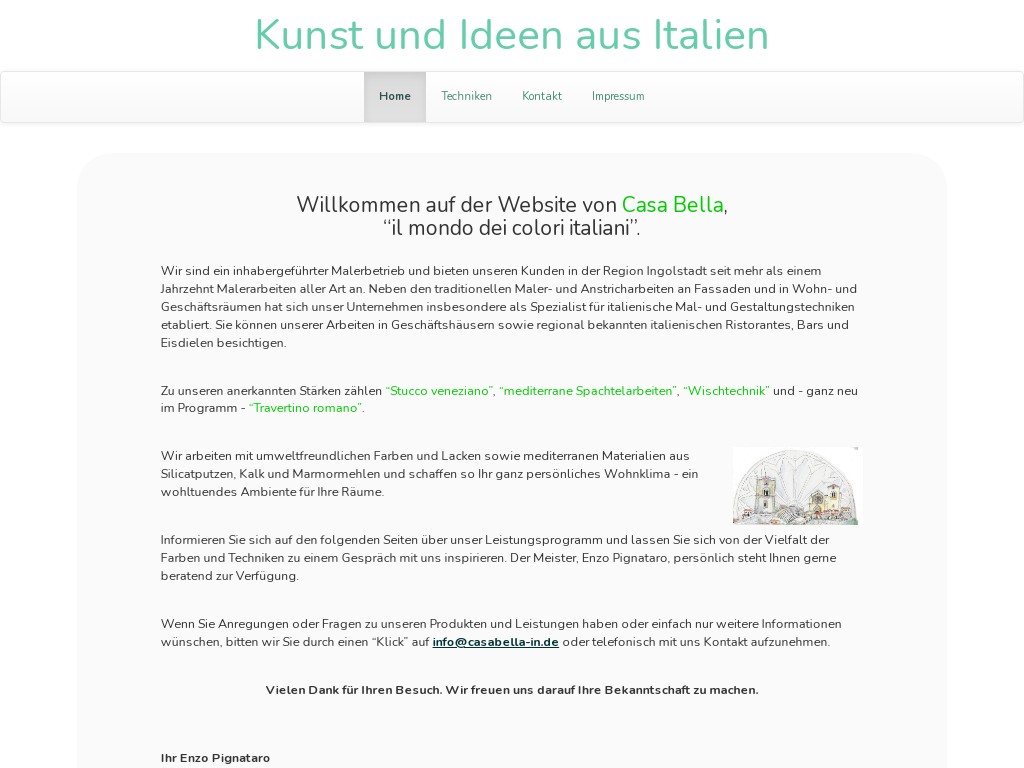 Kunst und Ideen aus Italien
Home
Techniken
Kontakt
Impressum
Willkommen auf der Website von Casa Bella,
“il mondo dei colori italiani”.
Wir sind ein inhabergeführter Malerbetrieb und bieten unseren Kunden in der Region Ingolstadt seit mehr als einem
Jahrzehnt Malerarbeiten aller Art an. Neben den traditionellen Maler- und Anstricharbeiten an Fassaden und in Wohn- und
Geschäftsräumen hat sich unser Unternehmen insbesondere als Spezialist für italienische Mal- und Gestaltungstechniken
etabliert. Sie können unserer Arbeiten in Geschäftshäusern sowie regional bekannten italienischen Ristorantes, Bars und
Eisdielen besichtigen.
Zu unseren anerkannten Stärken zählen “Stucco veneziano”, “mediterrane Spachtelarbeiten”, “Wischtechnik” und - ganz neu
im Programm - “Travertino romano”.
Wir arbeiten mit umweltfreundlichen Farben und Lacken sowie mediterranen Materialien aus
Silicatputzen, Kalk und Marmormehlen und schaffen so Ihr ganz persönliches Wohnklima - ein
wohltuendes Ambiente für Ihre Räume.
Informieren Sie sich auf den folgenden Seiten über unser Leistungsprogramm und lassen Sie sich von der Vielfalt der
Farben und Techniken zu einem Gespräch mit uns inspirieren. Der Meister, Enzo Pignataro, persönlich steht Ihnen gerne
beratend zur Verfügung.
Wenn Sie Anregungen oder Fragen zu unseren Produkten und Leistungen haben oder einfach nur weitere Informationen
wünschen, bitten wir Sie durch einen “Klick” auf info@casabella-in.de oder telefonisch mit uns Kontakt aufzunehmen.
Vielen Dank für Ihren Besuch. Wir freuen uns darauf Ihre Bekanntschaft zu machen.
Ihr Enzo Pignataro